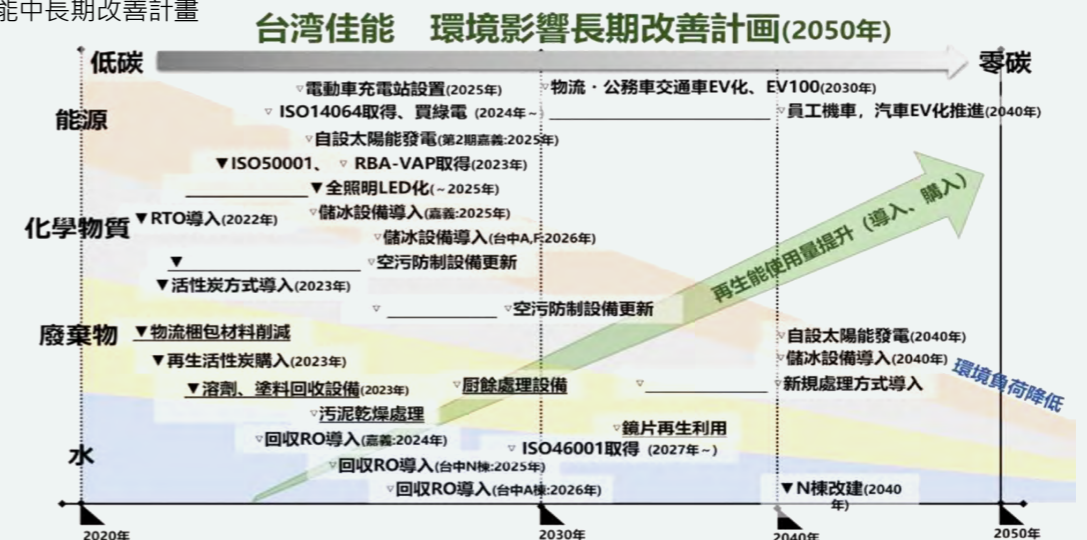 能中長期改善計畫
台湾佳能　環境影響長期改善計画(2050年)
低碳
零碳
能源
▽電動車充電站設置(2025年)
▽物流・公務車交通車EV化、EV100(2030年)
▽ISO14064取得、買綠電 (2024年~)
▽員工機車，汽車EV化推進(2040年)
▽自設太陽能發電(第2期嘉義:2025年)
▼ISO50001、 ▽ RBA-VAP取得(2023年)
▼全照明LED化(~2025年)
化學物質
▼RTO導入(2022年)
▽儲冰設備導入(嘉義:2025年)
▽儲冰設備導入(台中A,F:2026年)
▼
▽空污防制設備更新
▼活性炭方式導入(2023年)
再生能使用量提升（導入、購入）
▽
▽空污防制設備更新
廢棄物
▼物流梱包材料削減
▽自設太陽能發電(2040年)
▼再生活性炭購入(2023年)
▽儲冰設備導入(2040年)
環境負荷降低
▼溶劑、塗料回收設備(2023年)
▽厨餘處理設備
▽
▽新規處理方式導入
▽污泥乾燥處理
▽鏡片再生利用
水
▽回收RO導入(嘉義:2024年)
▽ ISO46001取得 (2027年~)
▽回收RO導入(台中N棟:2025年)
▽回收RO導入(台中A棟:2026年)
▼N棟改建(2040
年)
2020年
2030年
2040年
2050年